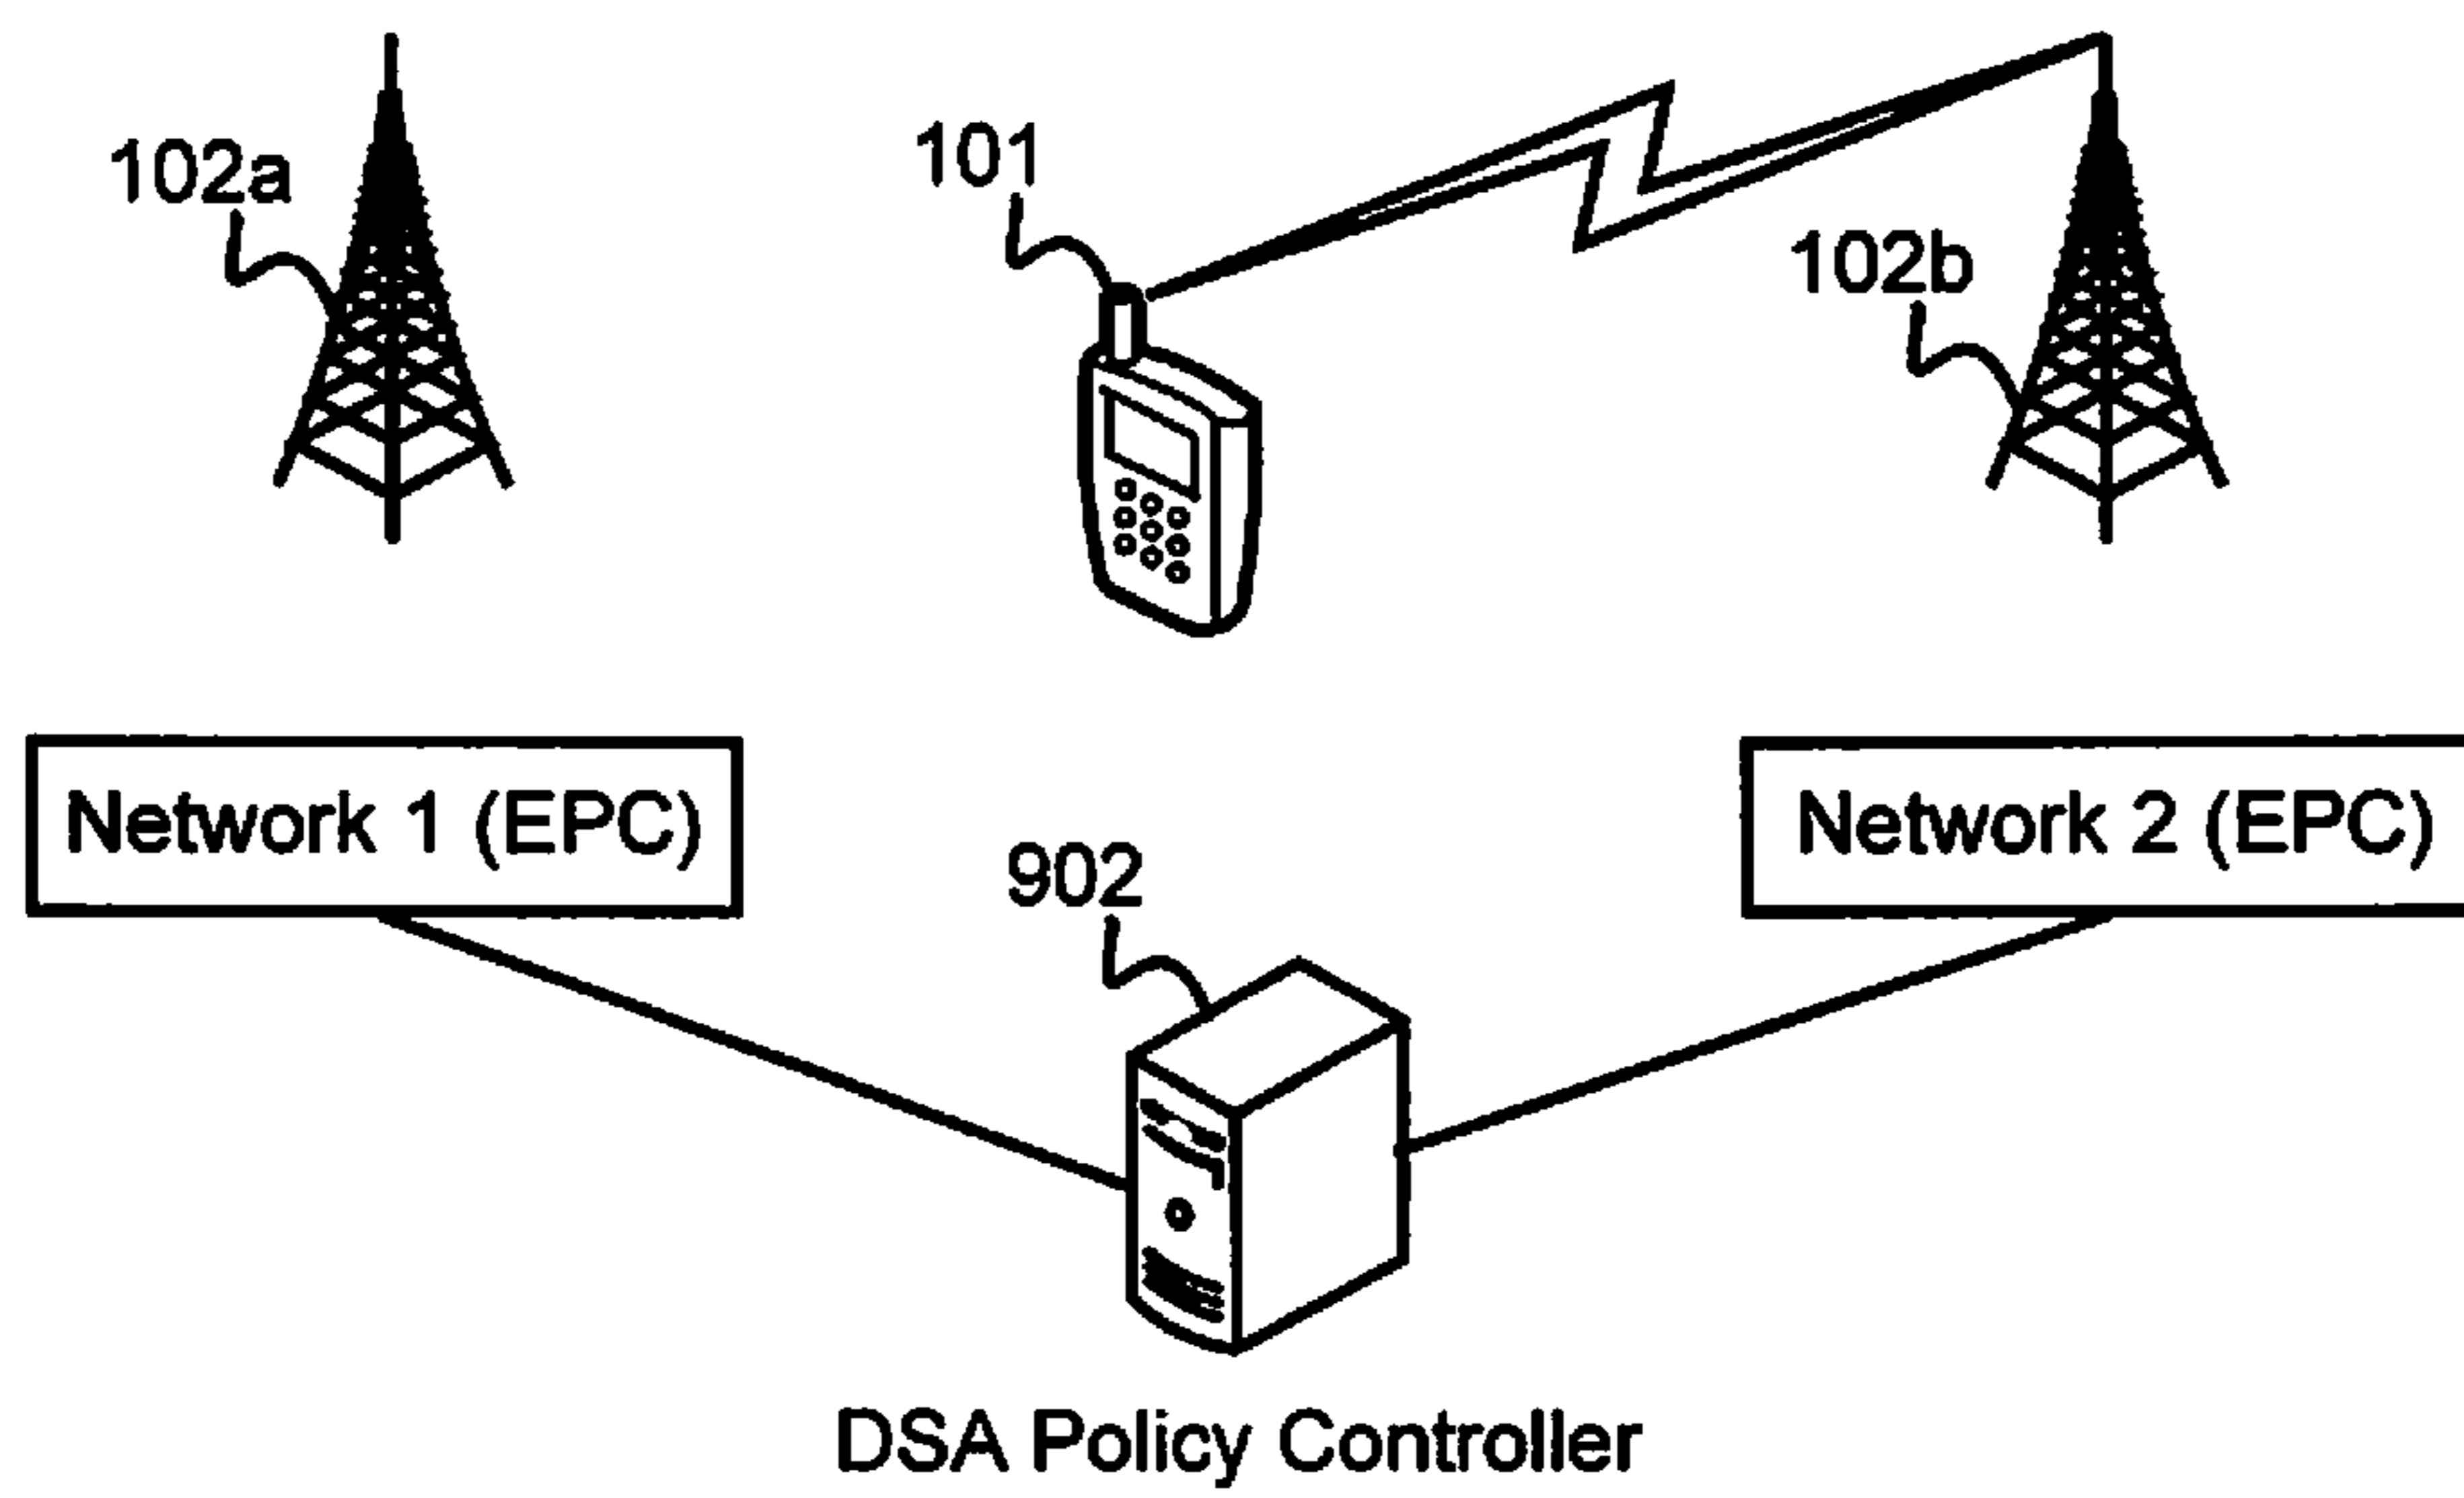 102a
101
102b
Network 1 (EPC)
Network 2 (EPC)
902
DSA Policy Controller